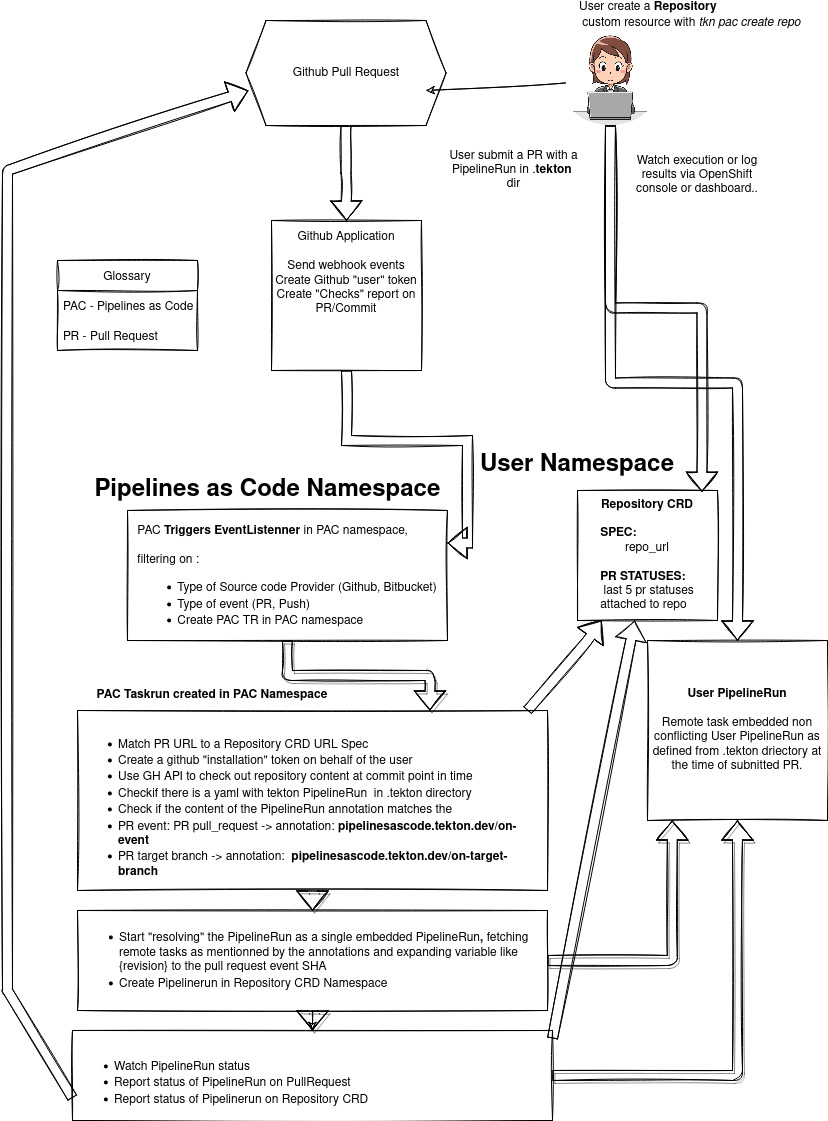 User create a Repository
custom resource with tkn pac create repo
Github Pull Request
User submit a PR with a
PipelineRun in .tekton
dir
Watch execution or log
results via OpenShift
console or dashboard..
Github Application
Send webhook events
Create Github "user" token
Create "Checks" report on
PR/Commit
Glossary
PAC - Pipelines as Code
PR - Pull Request
User Namespace
Pipelines as Code Namespace
Repository CRD
SPEC:
repo_url
PR STATUSES:
last 5 pr statuses
attached to repo
PAC Triggers EventListenner in PAC namespace,
filtering on :
• Type of Source code Provider (Github, Bitbucket)
• Type of event (PR, Push)
• Create PAC TR in PAC namespace
User PipelineRun
Remote task embedded non
conflicting User PipelineRun as
defined from .tekton driectory at
the time of subnitted PR.
PAC Taskrun created in PAC Namespace
• Match PR URL to a Repository CRD URL Spec
• Create a github "installation" token on behalf of the user
• Use GH API to check out repository content at commit point in time
• Checkif there is a yaml with tekton PipelineRun in .tekton directory
• Check if the content of the PipelineRun annotation matches the
• PR event: PR pull_request -> annotation: pipelinesascode.tekton.dev/on-
event
• PR target branch -> annotation: pipelinesascode.tekton.dev/on-target-
branch
• Start "resolving" the PipelineRun as a single embedded PipelineRun, fetching
remote tasks as mentionned by the annotations and expanding variable like
{revision} to the pull request event SHA
• Create Pipelinerun in Repository CRD Namespace
• Watch PipelineRun status
• Report status of PipelineRun on PullRequest
• Report status of Pipelinerun on Repository CRD